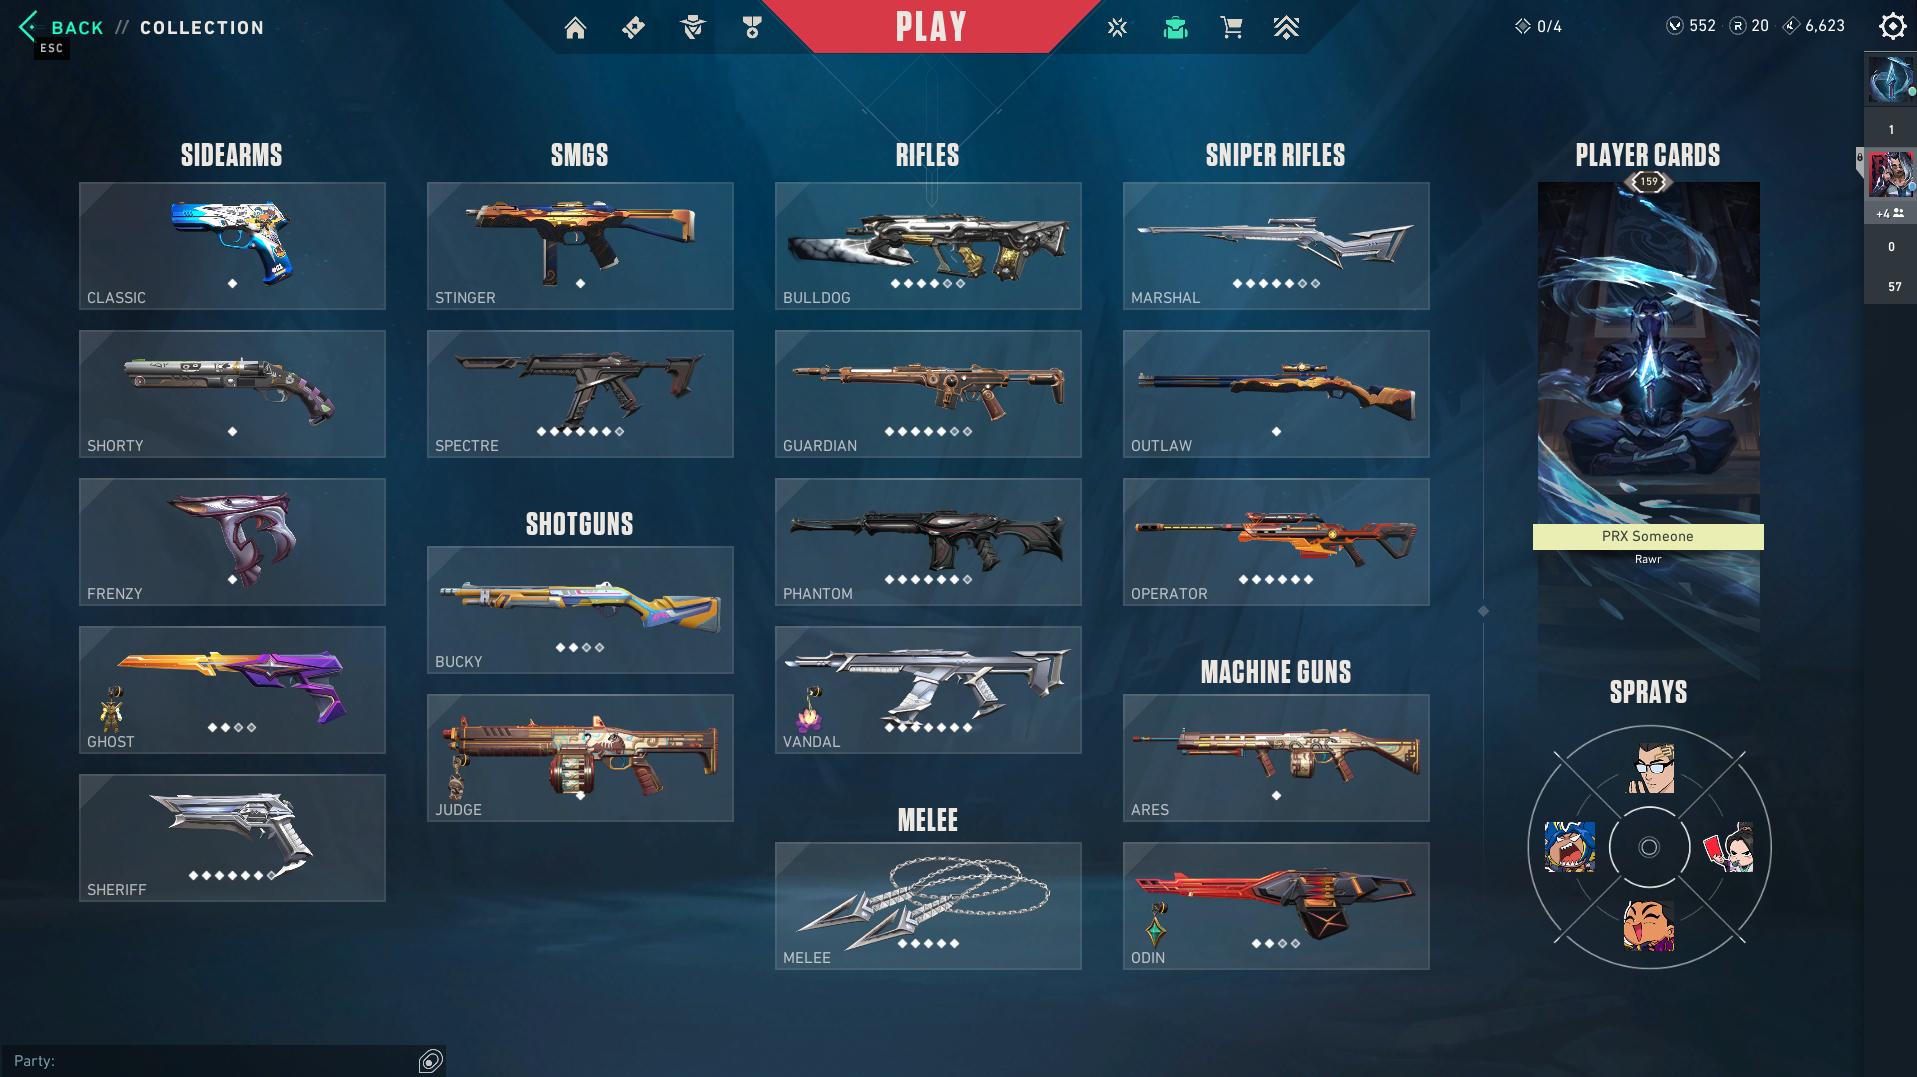 BACK // COLLECTION
ESC
PLAY
0/4
552
20
6,623
1
+4
0
57
SIDEARMS
CLASSIC
SHORTY
FRENZY
GHOST
SHERIFF
SMGS
STINGER
SPECTRE
SHOTGUNS
BUCKY
JUDGE
RIFLES
BULLDOG
GUARDIAN
PHANTOM
VANDAL
MELEE
MELEE
SNIPER RIFLES
MARSHAL
OUTLAW
OPERATOR
MACHINE GUNS
ARES
ODIN
PLAYER CARDS
159
PRX Someone
Rawr
SPRAYS
Party: